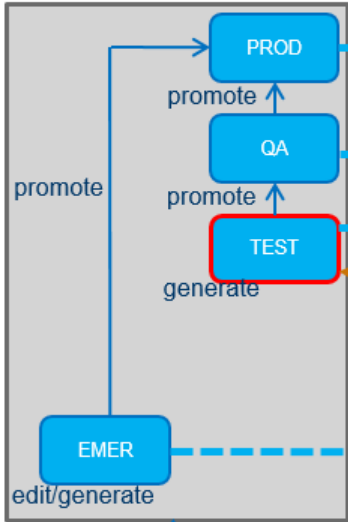 PROD
promote
QA
promote
promote
TEST
generate
EMER
edit/generate